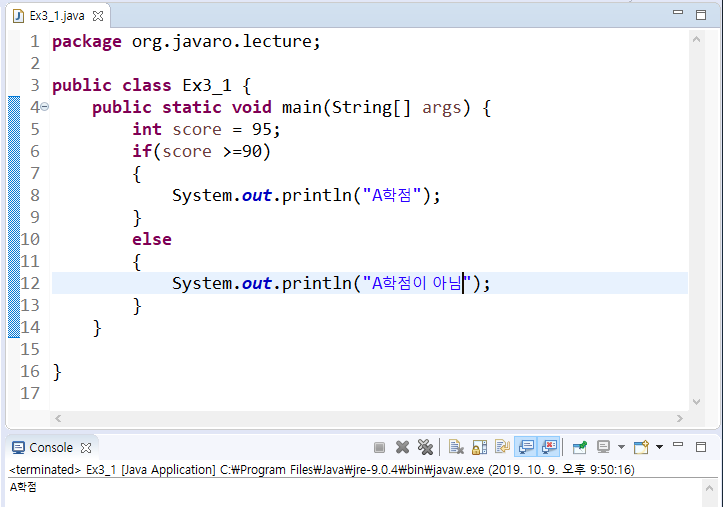 Ex3_1.java
1 package org.javaro.lecture;
2
3 public class Ex3_1 {
4     public static void main(String[] args) {
5         int score = 95;
6         if(score >=90)
7         {
8             System.out.println("A학점");
9         }
10         else
11         {
12             System.out.println("A학점이 아님");
13         }
14     }
15
16 }
17
Console
<terminated> Ex3_1 [Java Application] C:₩Program Files₩Java₩jre-9.0.4₩bin₩javaw.exe (2019. 10. 9. 오후 9:50:16)
A학점